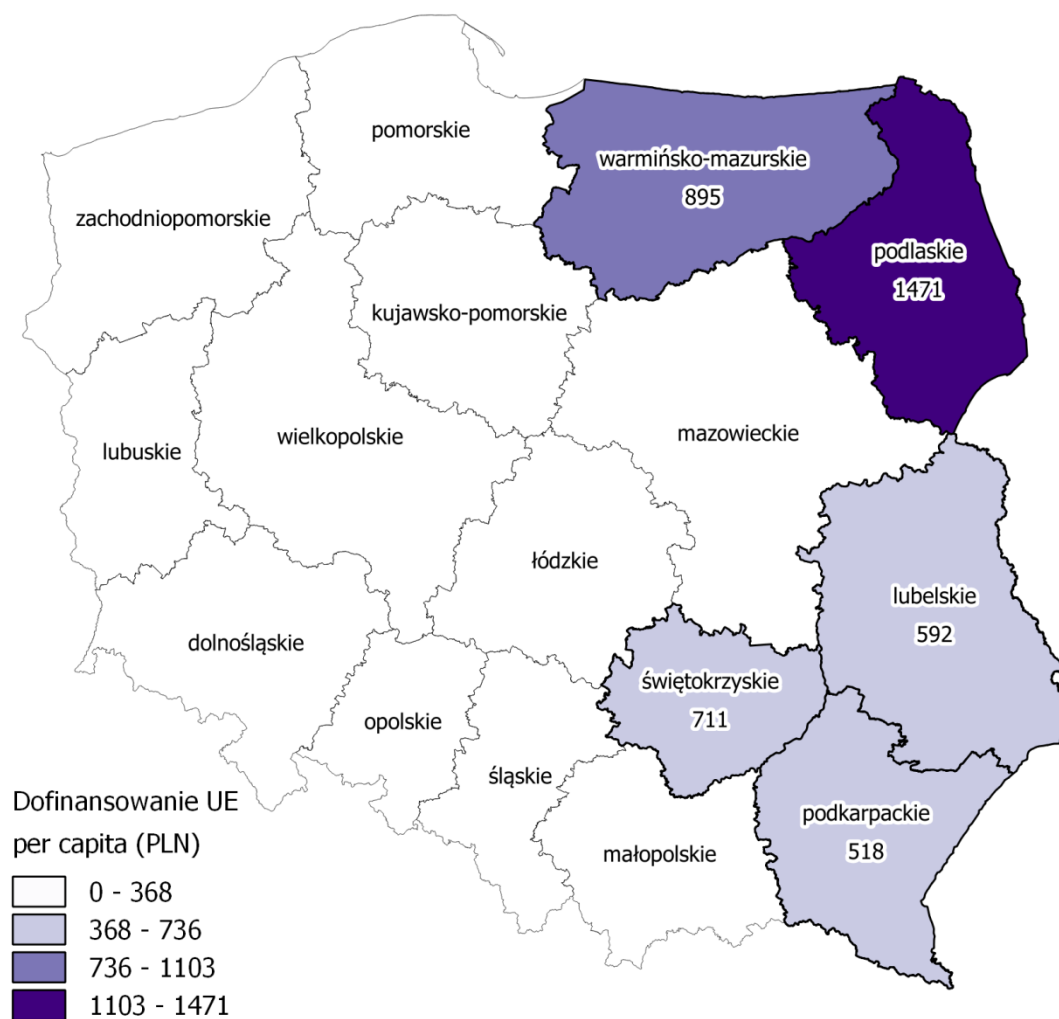 pomorskie
warmińsko-mazurskie
895
zachodniopomorskie
podlaskie
1471
kujawsko-pomorskie
mazowieckie
wielkopolskie
lubuskie
łódzkie
lubelskie
592
dolnośląskie
świętokrzyskie
711
opolskie
śląskie
podkarpackie
518
małopolskie
Dofinansowanie UE
per capita (PLN)
0 - 368
368 - 736
736 - 1103
1103 - 1471